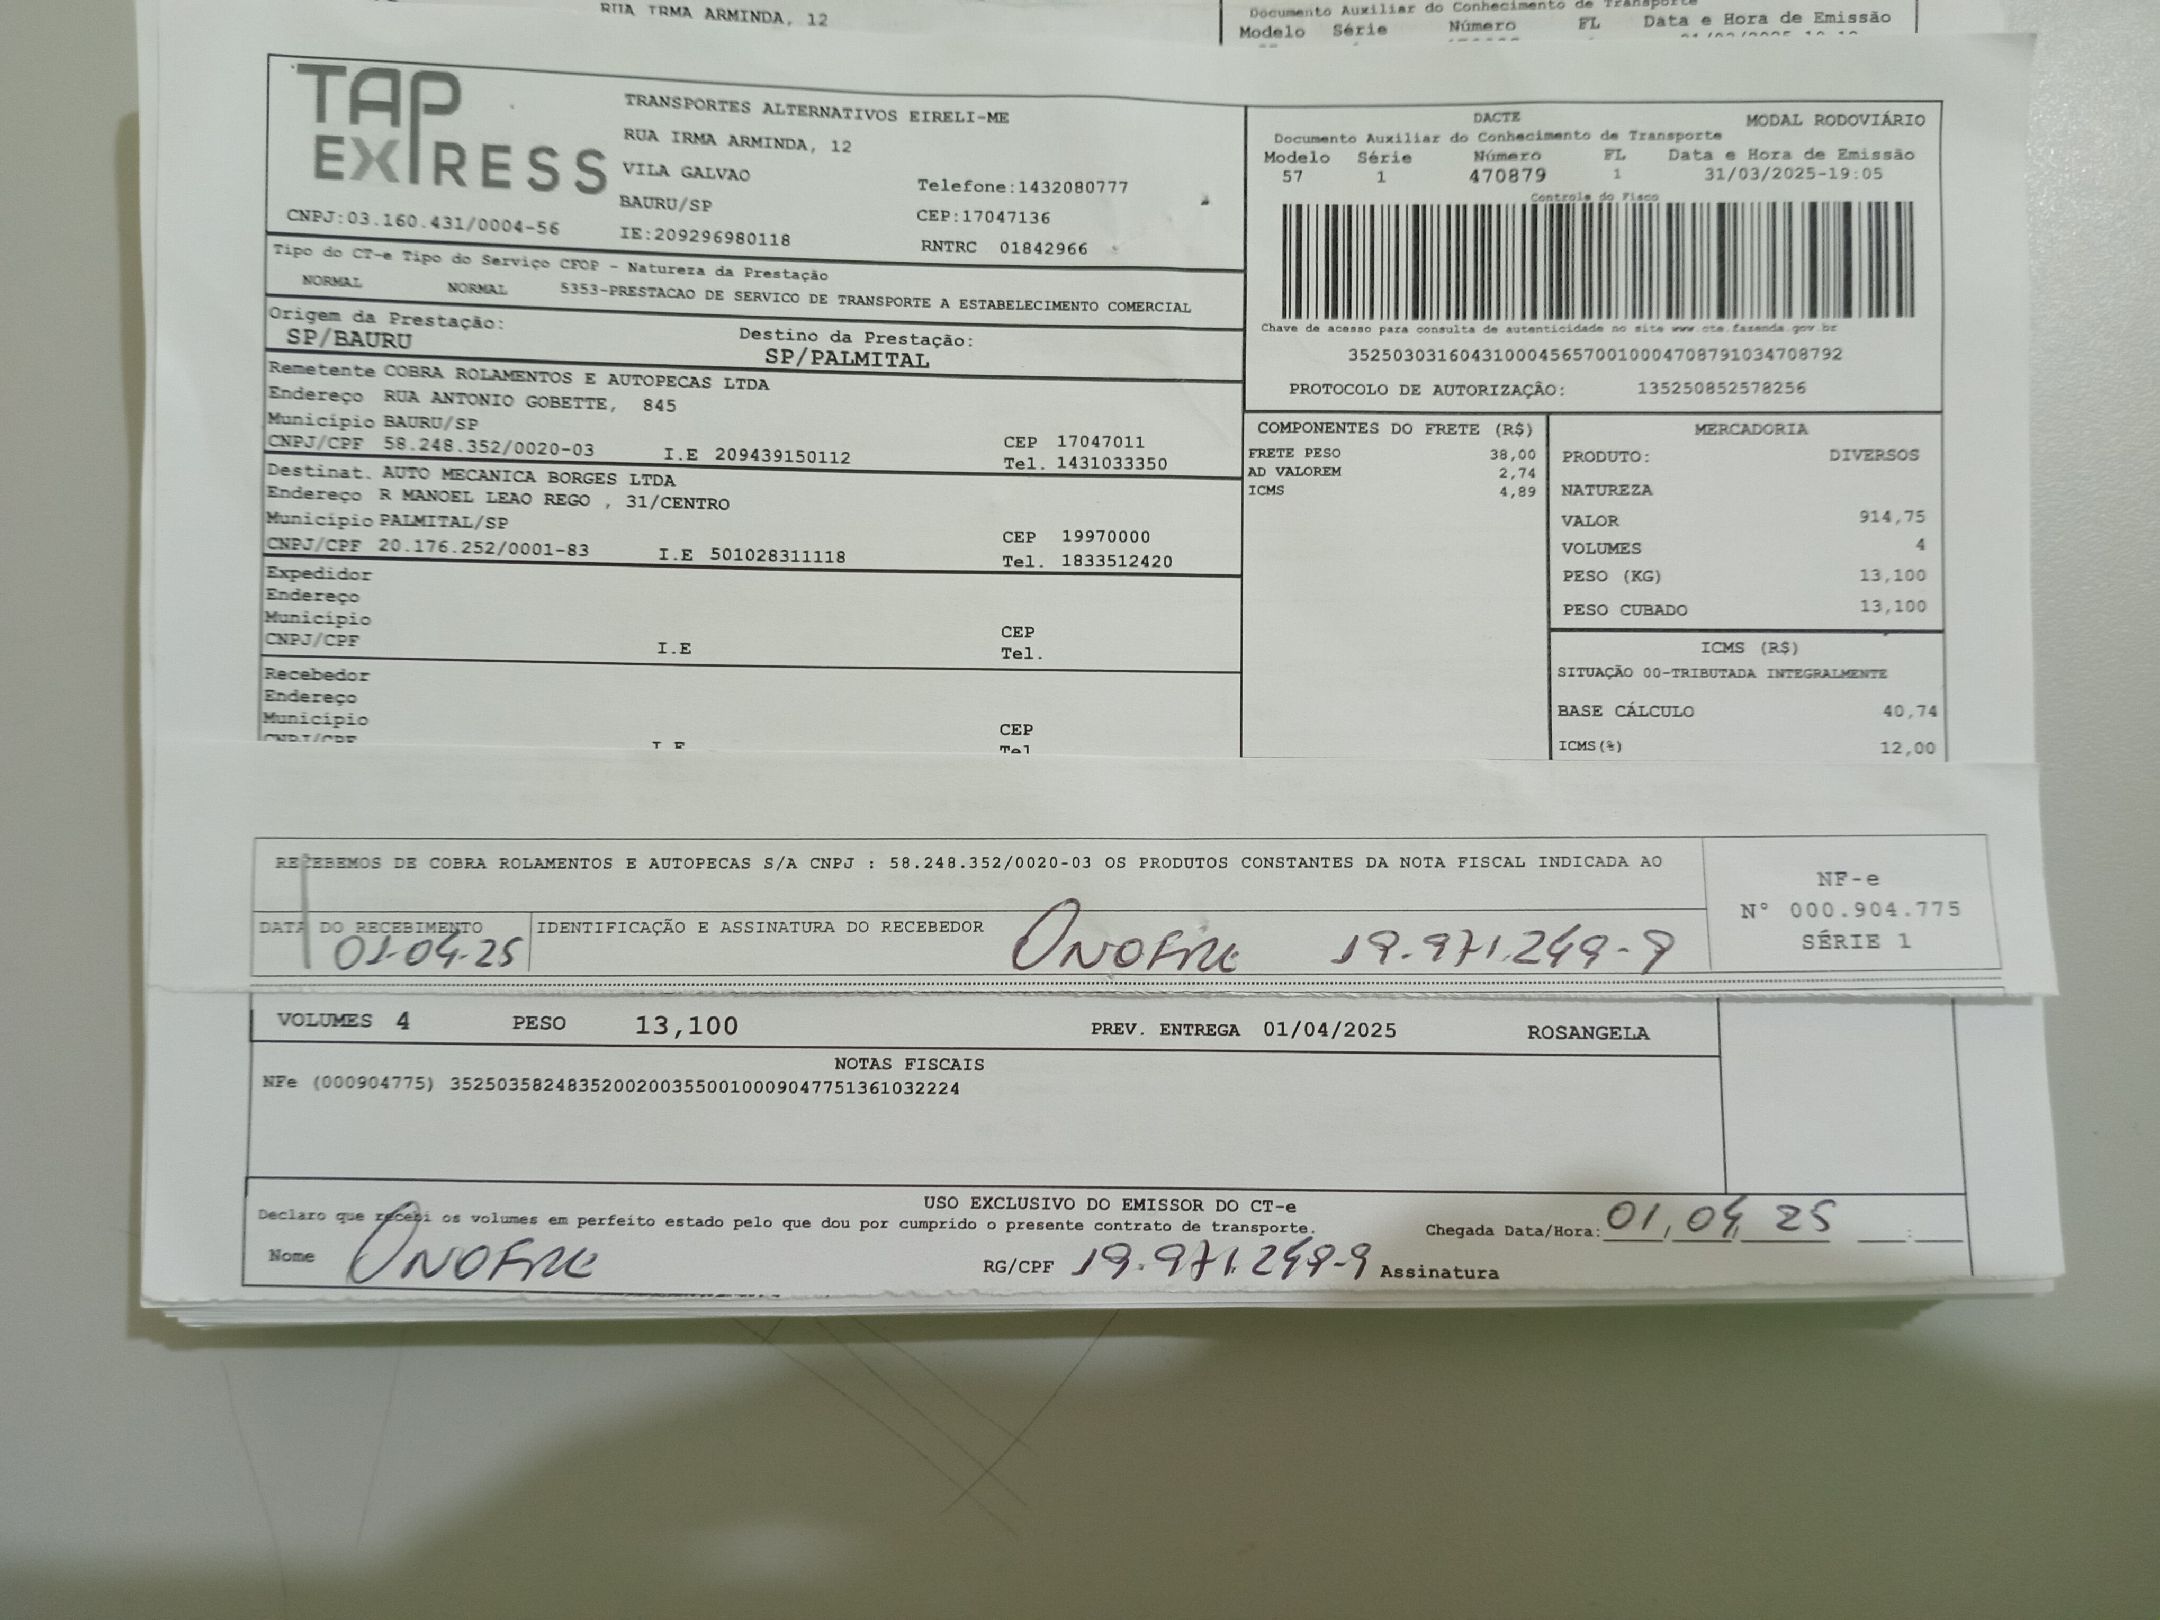 RUA IRMA ARMINDA, 12
Documento Auxiliar do Conhecimento de Transporte
Modelo Série Número FL Data e Hora de Emissão
TAP EXPRESS
TRANSPORTES ALTERNATIVOS EIRELI-ME
RUA IRMA ARMINDA, 12
VILA GALVAO
Telefone:1432080777
BAURU/SP
CEP:17047136
CNPJ:03.160.431/0004-56
IE:209296980118
RNTRC 01842966
DACTE
MODAL RODOVIÁRIO
Documento Auxiliar do Conhecimento de Transporte
Modelo Série Número FL Data e Hora de Emissão
57 1 470879 1 31/03/2025-19:05
Controle do Fisco
Chave de acesso para consulta de autenticidade no site www.cte.fazenda.gov.br
35250303160431000456570010004708791034708792
PROTOCOLO DE AUTORIZAÇÂO: 135250852578256
Tipo do CT-e Tipo do Serviço CFOP - Natureza da Prestação
NORMAL NORMAL 5353-PRESTACAO DE SERVICO DE TRANSPORTE A ESTABELECIMENTO COMERCIAL
Origem da Prestação:
SP/BAURU
Destino da Prestação:
SP/PALMITAL
Remetente COBRA ROLAMENTOS E AUTOPECAS LTDA
Endereço RUA ANTONIO GOBETTE, 845
Município BAURU/SP
CEP 17047011
CNPJ/CPF 58.248.352/0020-03 I.E 209439150112 Tel. 1431033350
Destinat. AUTO MECANICA BORGES LTDA
Endereço R MANOEL LEAO REGO , 31/CENTRO
Município PALMITAL/SP
CEP 19970000
CNPJ/CPF 20.176.252/0001-83 I.E 501028311118 Tel. 1833512420
Expedidor
Endereço
Município
CEP
CNPJ/CPF I.E Tel.
Recebedor
Endereço
Município
CEP
CNPJ/CPF I.E Tel
COMPONENTES DO FRETE (R$)
FRETE PESO 38,00
AD VALOREM 2,74
ICMS 4,89
MERCADORIA
PRODUTO: DIVERSOS
NATUREZA
VALOR 914,75
VOLUMES 4
PESO (KG) 13,100
PESO CUBADO 13,100
ICMS (R$)
SITUAÇÃO 00-TRIBUTADA INTEGRALMENTE
BASE CÁLCULO 40,74
ICMS(%) 12,00
RECEBEMOS DE COBRA ROLAMENTOS E AUTOPECAS S/A CNPJ : 58.248.352/0020-03 OS PRODUTOS CONSTANTES DA NOTA FISCAL INDICADA AO
NF-e
Nº 000.904.775
SÉRIE 1
DATA DO RECEBIMENTO
01-04-25
IDENTIFICAÇÃO E ASSINATURA DO RECEBEDOR
ONOFRE 19.971.249-9
VOLUMES 4 PESO 13,100 PREV. ENTREGA 01/04/2025 ROSANGELA
NOTAS FISCAIS
NFe (000904775) 35250358248352002003550010009047751361032224
USO EXCLUSIVO DO EMISSOR DO CT-e
Declaro que recebi os volumes em perfeito estado pelo que dou por cumprido o presente contrato de transporte.
Chegada Data/Hora: 01, 04, 25
Nome ONOFRE RG/CPF 19.971.249-9 Assinatura